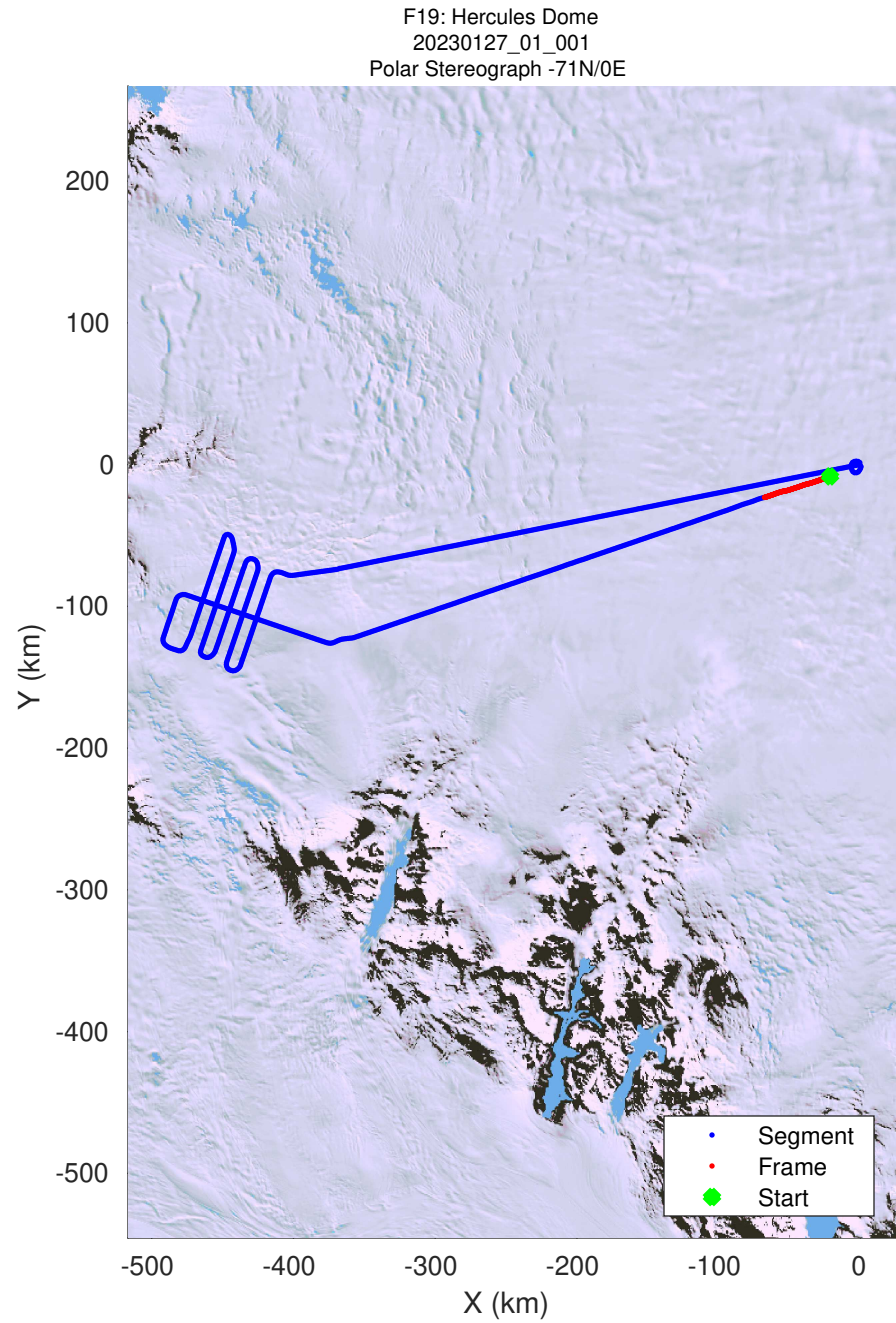 F19: Hercules Dome
20230127_01_001
Polar Stereograph -71N/0E
200
100
0
-100
-200
-300
-400
-500
Y (km)
-500
-400
-300
-200
-100
0
X (km)
Segment
Frame
Start